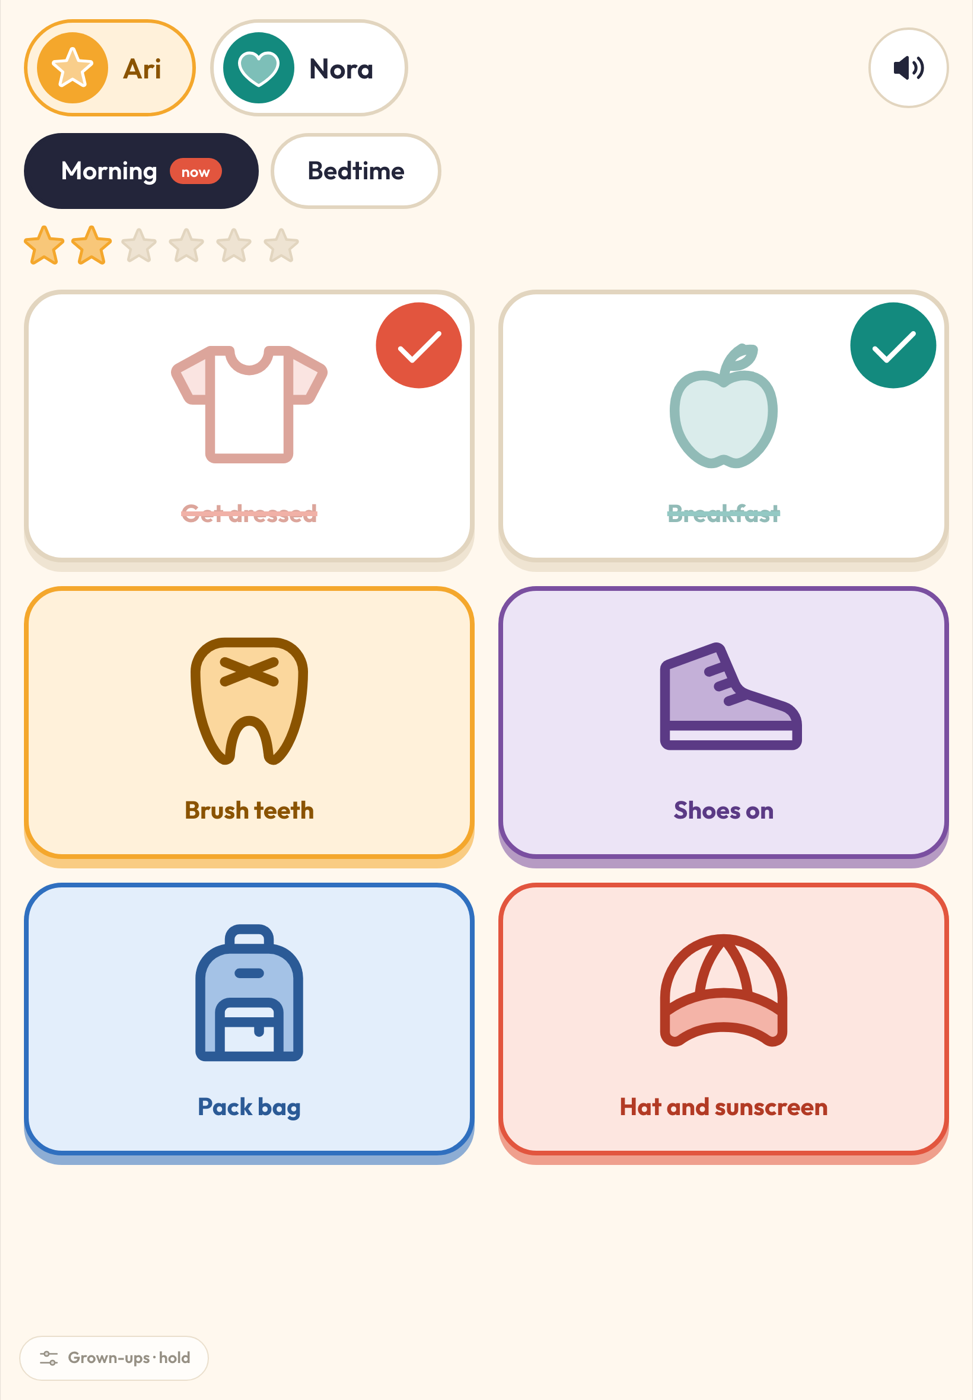 Ari
Nora
Morning now
Bedtime
Get dressed
Breakfast
Brush teeth
Shoes on
Pack bag
Hat and sunscreen
Grown-ups · hold